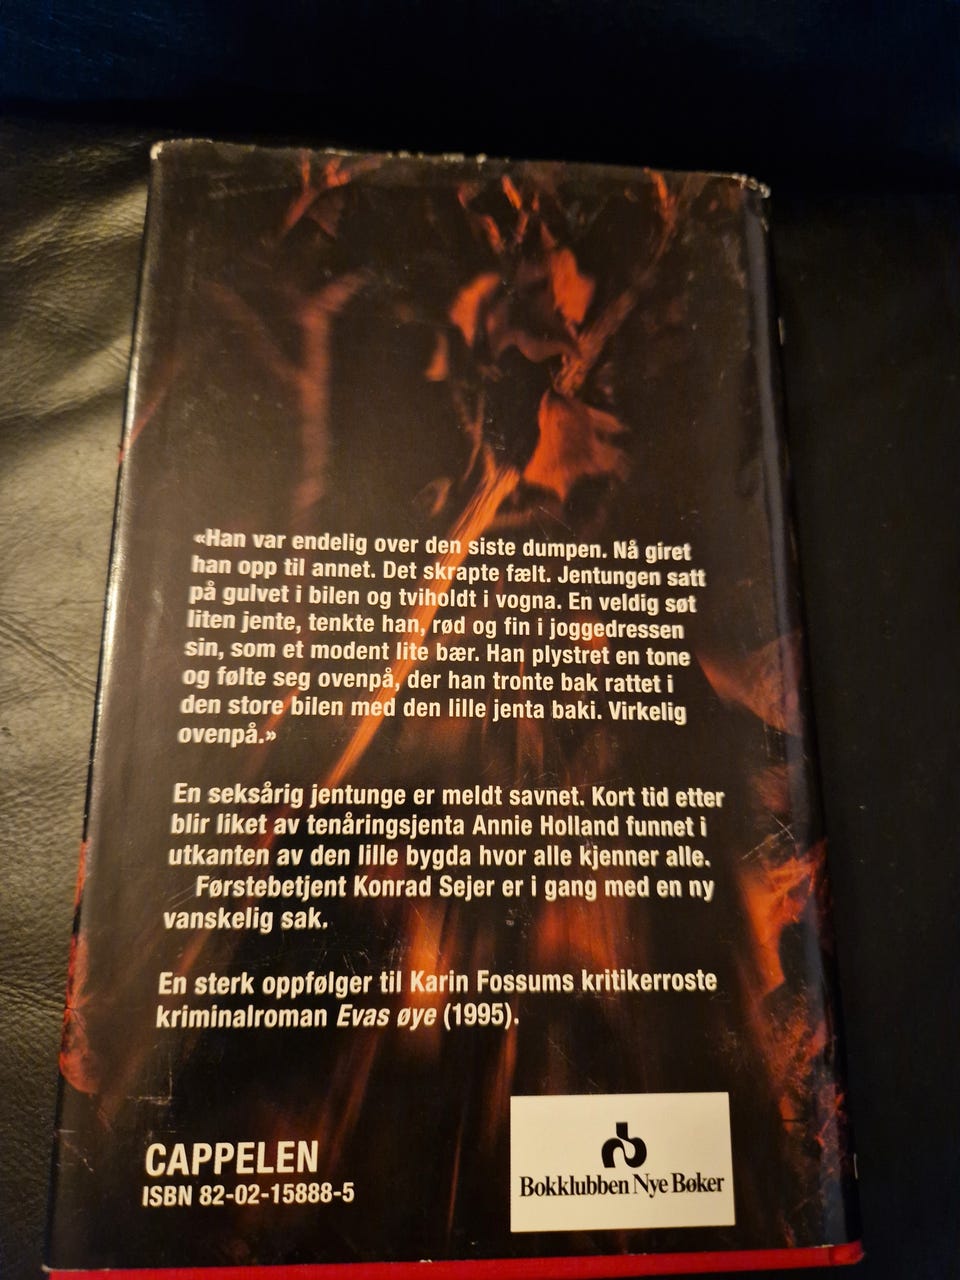 «Han var endelig over den siste dumpen. Nå giret
han opp til annet. Det skrapte fælt. Jentungen satt
på gulvet i bilen og tviholdt i vogna. En veldig søt
liten jente, tenkte han, rød og fin i joggedressen
sin, som et modent lite bær. Han plystret en tone
og følte seg ovenpå, der han tronte bak rattet i
den store bilen med den lille jenta baki. Virkelig
ovenpå.»
En seksårig jentunge er meldt savnet. Kort tid etter
blir liket av tenåringsjenta Annie Holland funnet i
utkanten av den lille bygda hvor alle kjenner alle.
Førstebetjent Konrad Sejer er i gang med en ny
vanskelig sak.
En sterk oppfølger til Karin Fossums kritikerroste
kriminalroman Evas øye (1995).
CAPPELEN
ISBN 82-02-15888-5
Bokklubben Nye Bøker